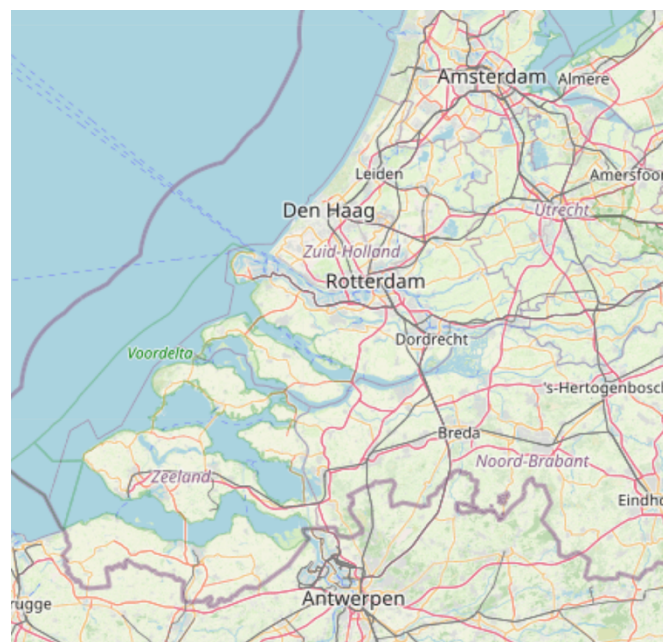 Amsterdam
Almere
Leiden
Amersfoor
Den Haag
Utrecht
Zuid-Holland
Rotterdam
Dordrecht
Voordelta
's-Hertogenbosch
Breda
Noord-Brabant
Zeeland
Eindho
Antwerpen
rugge